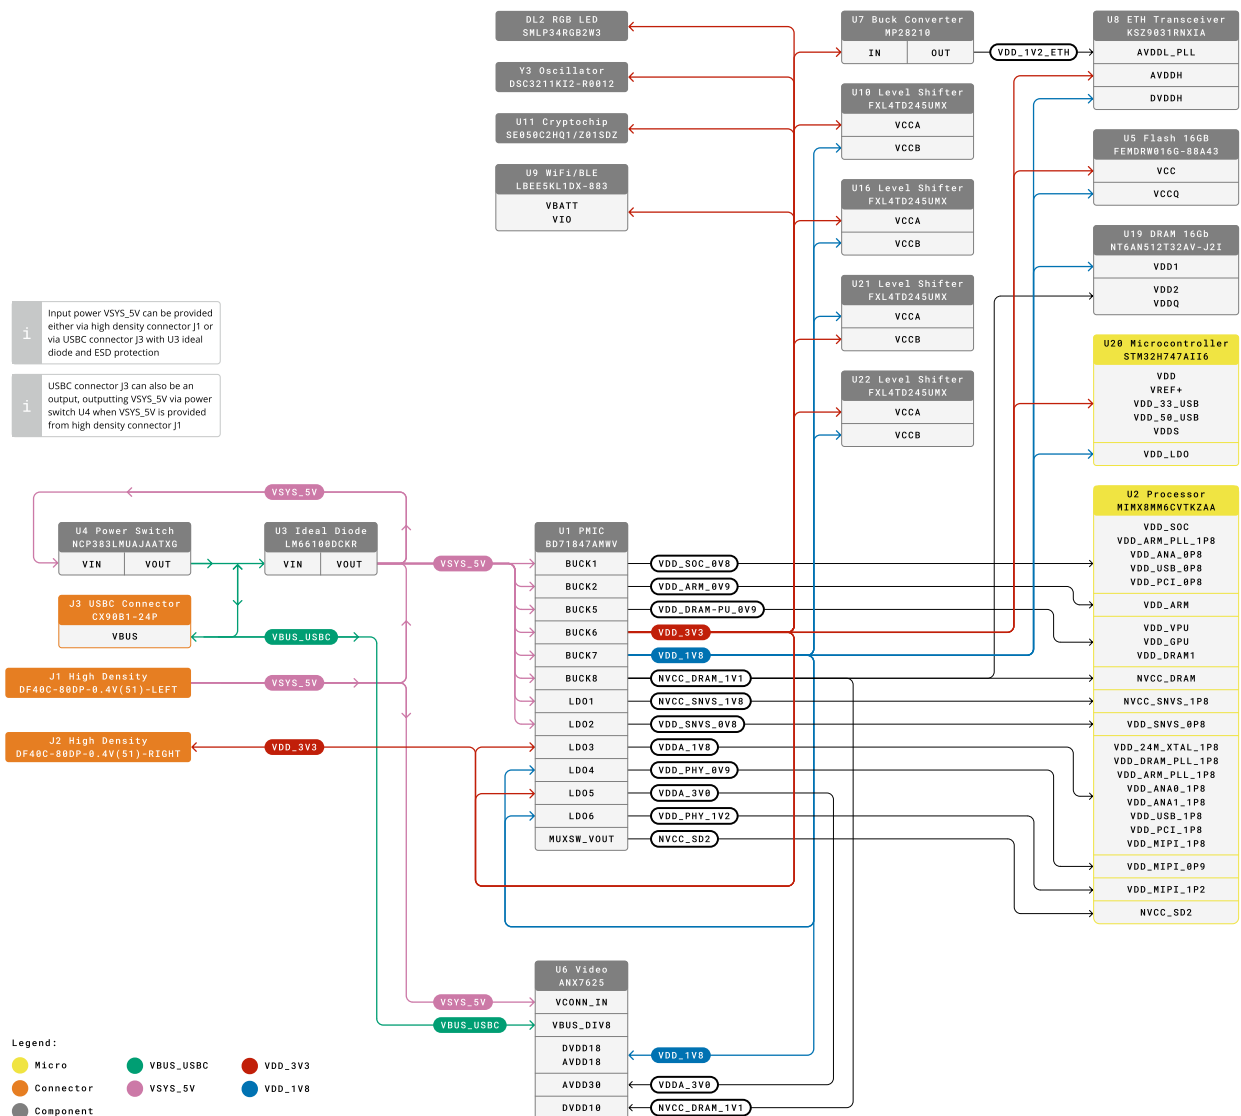 DL2 RGB LED
SMLP34RGB2W3
Y3 Oscillator
DSC3211KI2-R0012
U11 Cryptochip
SE050C2HQ1/Z01SDZ
U9 WiFi/BLE
LBEE5KL1DX-883
VBATT
VIO
U7 Buck Converter
MP28210
IN OUT
VDD_1V2_ETH
U10 Level Shifter
FXL4TD245UMX
VCCA
VCCB
U16 Level Shifter
FXL4TD245UMX
VCCA
VCCB
U21 Level Shifter
FXL4TD245UMX
VCCA
VCCB
U22 Level Shifter
FXL4TD245UMX
VCCA
VCCB
U8 ETH Transceiver
KSZ9031RNXIA
AVDDL_PLL
AVDDH
DVDDH
U5 Flash 16GB
FEMDRW016G-88A43
VCC
VCCQ
U19 DRAM 16Gb
NT6AN512T32AV-J2I
VDD1
VDD2
VDDQ
U20 Microcontroller
STM32H747AII6
VDD
VREF+
VDD_33_USB
VDD_50_USB
VDDS
VDD_LDO
U2 Processor
MIMX8MM6CVTKZAA
VDD_SOC
VDD_ARM_PLL_1P8
VDD_ANA_0P8
VDD_USB_0P8
VDD_PCI_0P8
VDD_ARM
VDD_VPU
VDD_GPU
VDD_DRAM1
NVCC_DRAM
NVCC_SNVS_1P8
VDD_SNVS_0P8
VDD_24M_XTAL_1P8
VDD_DRAM_PLL_1P8
VDD_ARM_PLL_1P8
VDD_ANA0_1P8
VDD_ANA1_1P8
VDD_USB_1P8
VDD_PCI_1P8
VDD_MIPI_1P8
VDD_MIPI_0P9
VDD_MIPI_1P2
NVCC_SD2
i
Input power VSYS_5V can be provided
either via high density connector J1 or
via USBC connector J3 with U3 ideal
diode and ESD protection
i
USBC connector J3 can also be an
output, outputting VSYS_5V via power
switch U4 when VSYS_5V is provided
from high density connector J1
VSYS_5V
U4 Power Switch
NCP383LMUAJAATXG
VIN VOUT
U3 Ideal Diode
LM66100DCKR
VIN VOUT
VSYS_5V
J3 USBC Connector
CX90B1-24P
VBUS
VBUS_USBC
J1 High Density
DF40C-80DP-0.4V(51)-LEFT
VSYS_5V
J2 High Density
DF40C-80DP-0.4V(51)-RIGHT
VDD_3V3
U1 PMIC
BD71847AMWV
BUCK1 VDD_SOC_0V8
BUCK2 VDD_ARM_0V9
BUCK5 VDD_DRAM-PU_0V9
BUCK6 VDD_3V3
BUCK7 VDD_1V8
BUCK8 NVCC_DRAM_1V1
LDO1 NVCC_SNVS_1V8
LDO2 VDD_SNVS_0V8
LDO3 VDDA_1V8
LDO4 VDD_PHY_0V9
LDO5 VDDA_3V0
LDO6 VDD_PHY_1V2
MUXSW_VOUT NVCC_SD2
U6 Video
ANX7625
VSYS_5V VCONN_IN
VBUS_USBC VBUS_DIV8
DVDD18
AVDD18
VDD_1V8
AVDD30 VDDA_3V0
DVDD10 NVCC_DRAM_1V1
Legend:
Micro
VBUS_USBC
VDD_3V3
Connector
VSYS_5V
VDD_1V8
Component